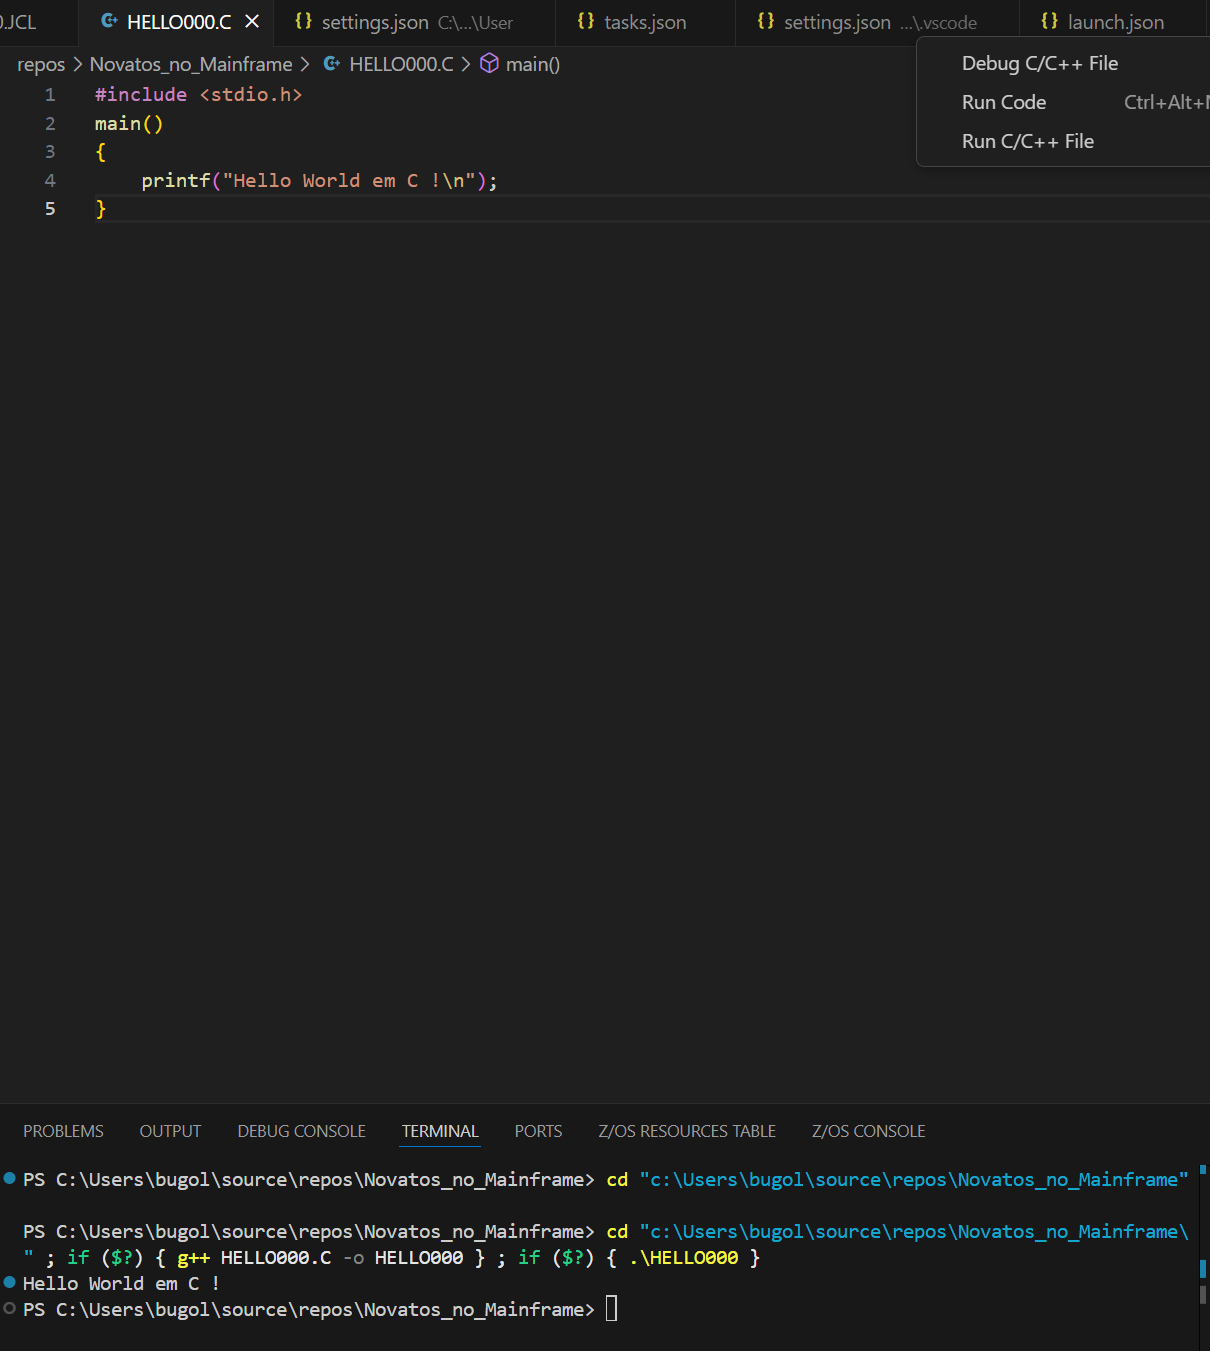 0.JCL HELLO000.C settings.json C:\...\User tasks.json settings.json ...\.vscode launch.json
repos > Novatos_no_Mainframe > HELLO000.C > main()
Debug C/C++ File
Run Code Ctrl+Alt+N
Run C/C++ File
1 #include <stdio.h>
2 main()
3 {
4 printf("Hello World em C !\n");
5 }
PROBLEMS OUTPUT DEBUG CONSOLE TERMINAL PORTS Z/OS RESOURCES TABLE Z/OS CONSOLE
PS C:\Users\bugol\source\repos\Novatos_no_Mainframe> cd "c:\Users\bugol\source\repos\Novatos_no_Mainframe"
PS C:\Users\bugol\source\repos\Novatos_no_Mainframe> cd "c:\Users\bugol\source\repos\Novatos_no_Mainframe\
" ; if ($?) { g++ HELLO000.C -o HELLO000 } ; if ($?) { .\HELLO000 }
Hello World em C !
PS C:\Users\bugol\source\repos\Novatos_no_Mainframe>